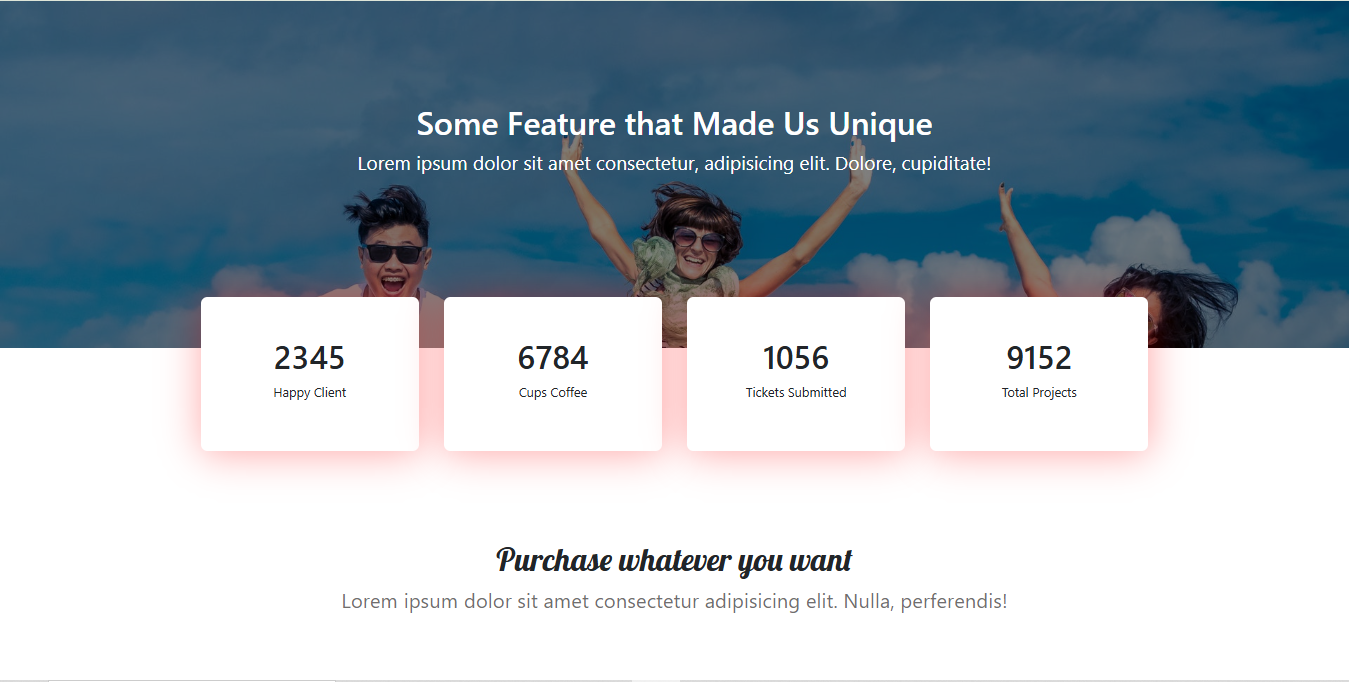 Some Feature that Made Us Unique
Lorem ipsum dolor sit amet consectetur, adipisicing elit. Dolore, cupiditate!
2345
Happy Client
6784
Cups Coffee
1056
Tickets Submitted
9152
Total Projects
Purchase whatever you want
Lorem ipsum dolor sit amet consectetur adipisicing elit. Nulla, perferendis!